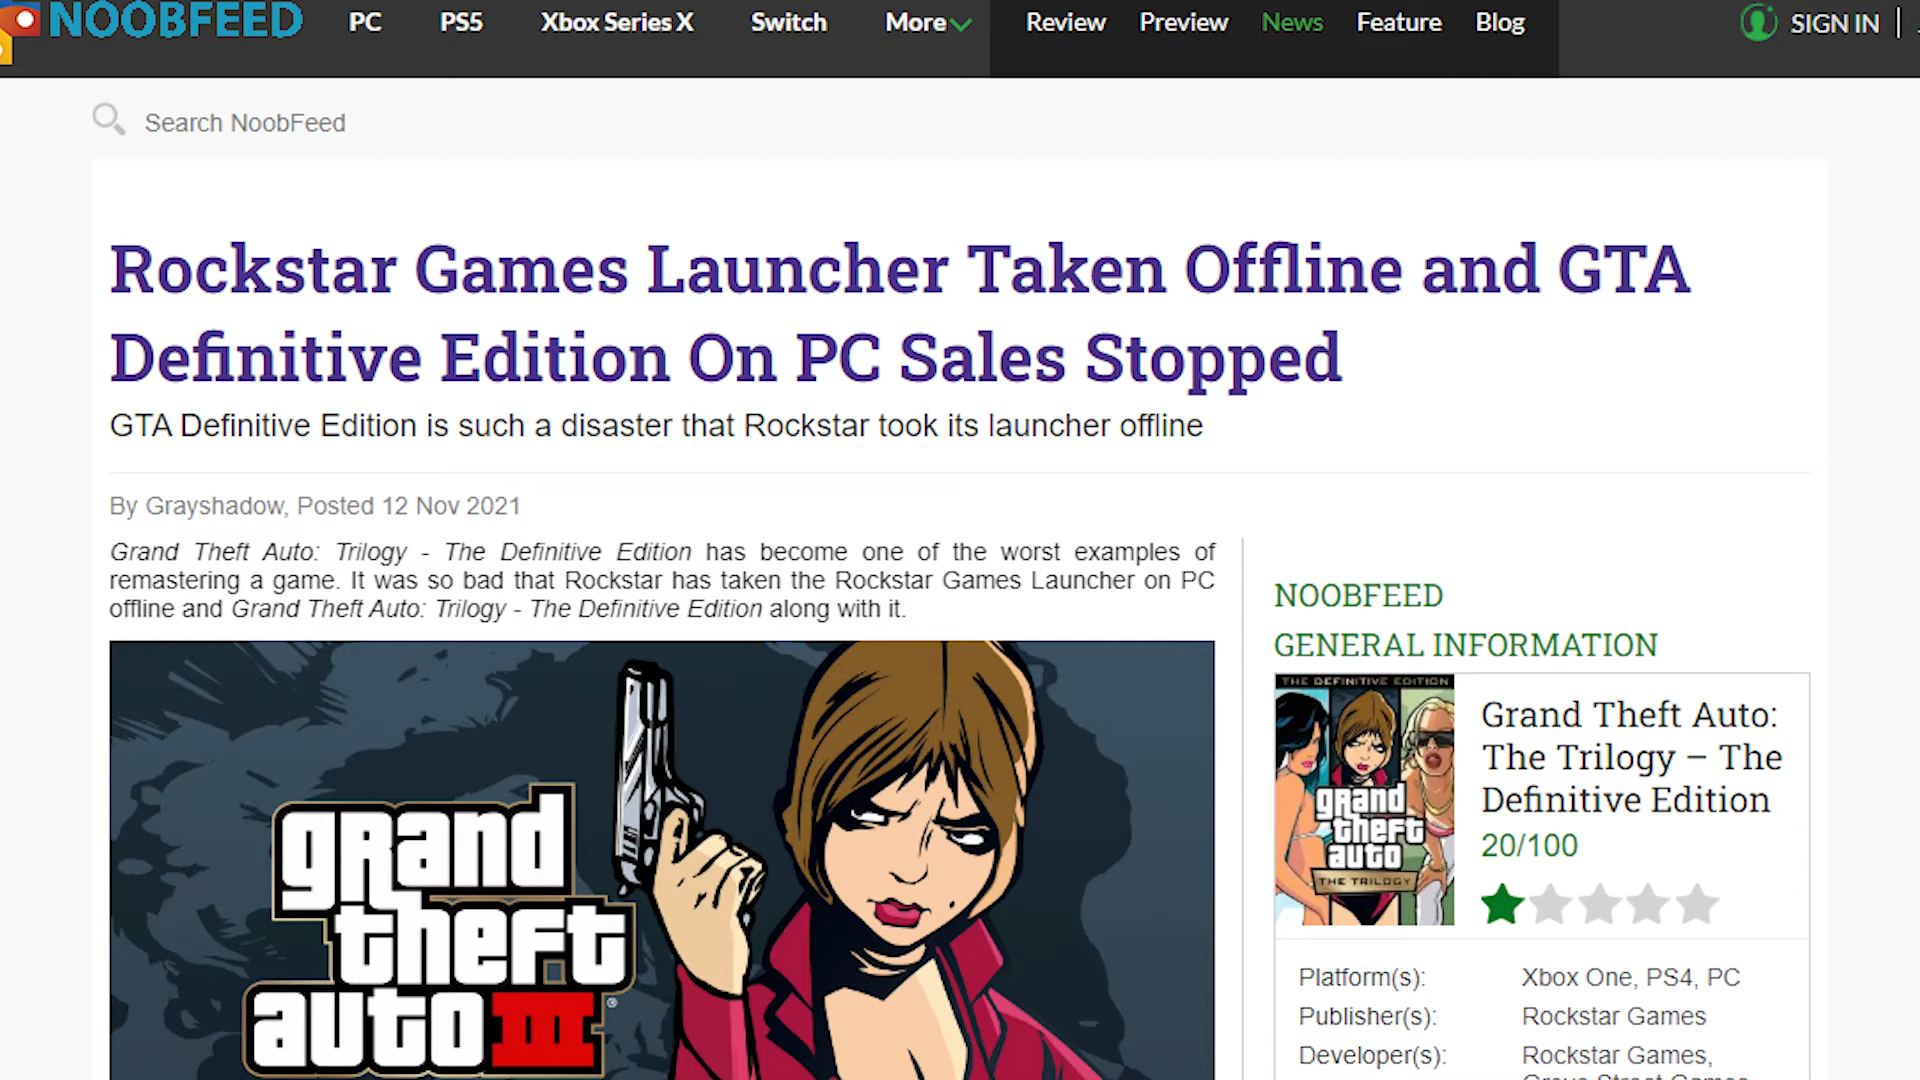 NOOBFEED PC PS5 Xbox Series X Switch More Review Preview News Feature Blog SIGN IN |
Search NoobFeed
Rockstar Games Launcher Taken Offline and GTA
Definitive Edition On PC Sales Stopped
GTA Definitive Edition is such a disaster that Rockstar took its launcher offline
By Grayshadow, Posted 12 Nov 2021
Grand Theft Auto: Trilogy - The Definitive Edition has become one of the worst examples of
remastering a game. It was so bad that Rockstar has taken the Rockstar Games Launcher on PC
offline and Grand Theft Auto: Trilogy - The Definitive Edition along with it.
grand
theft
auto III
NOOBFEED
GENERAL INFORMATION
THE DEFINITIVE EDITION
grand
theft
auto
THE TRILOGY
Grand Theft Auto:
The Trilogy – The
Definitive Edition
20/100
Platform(s): Xbox One, PS4, PC
Publisher(s): Rockstar Games
Developer(s): Rockstar Games,